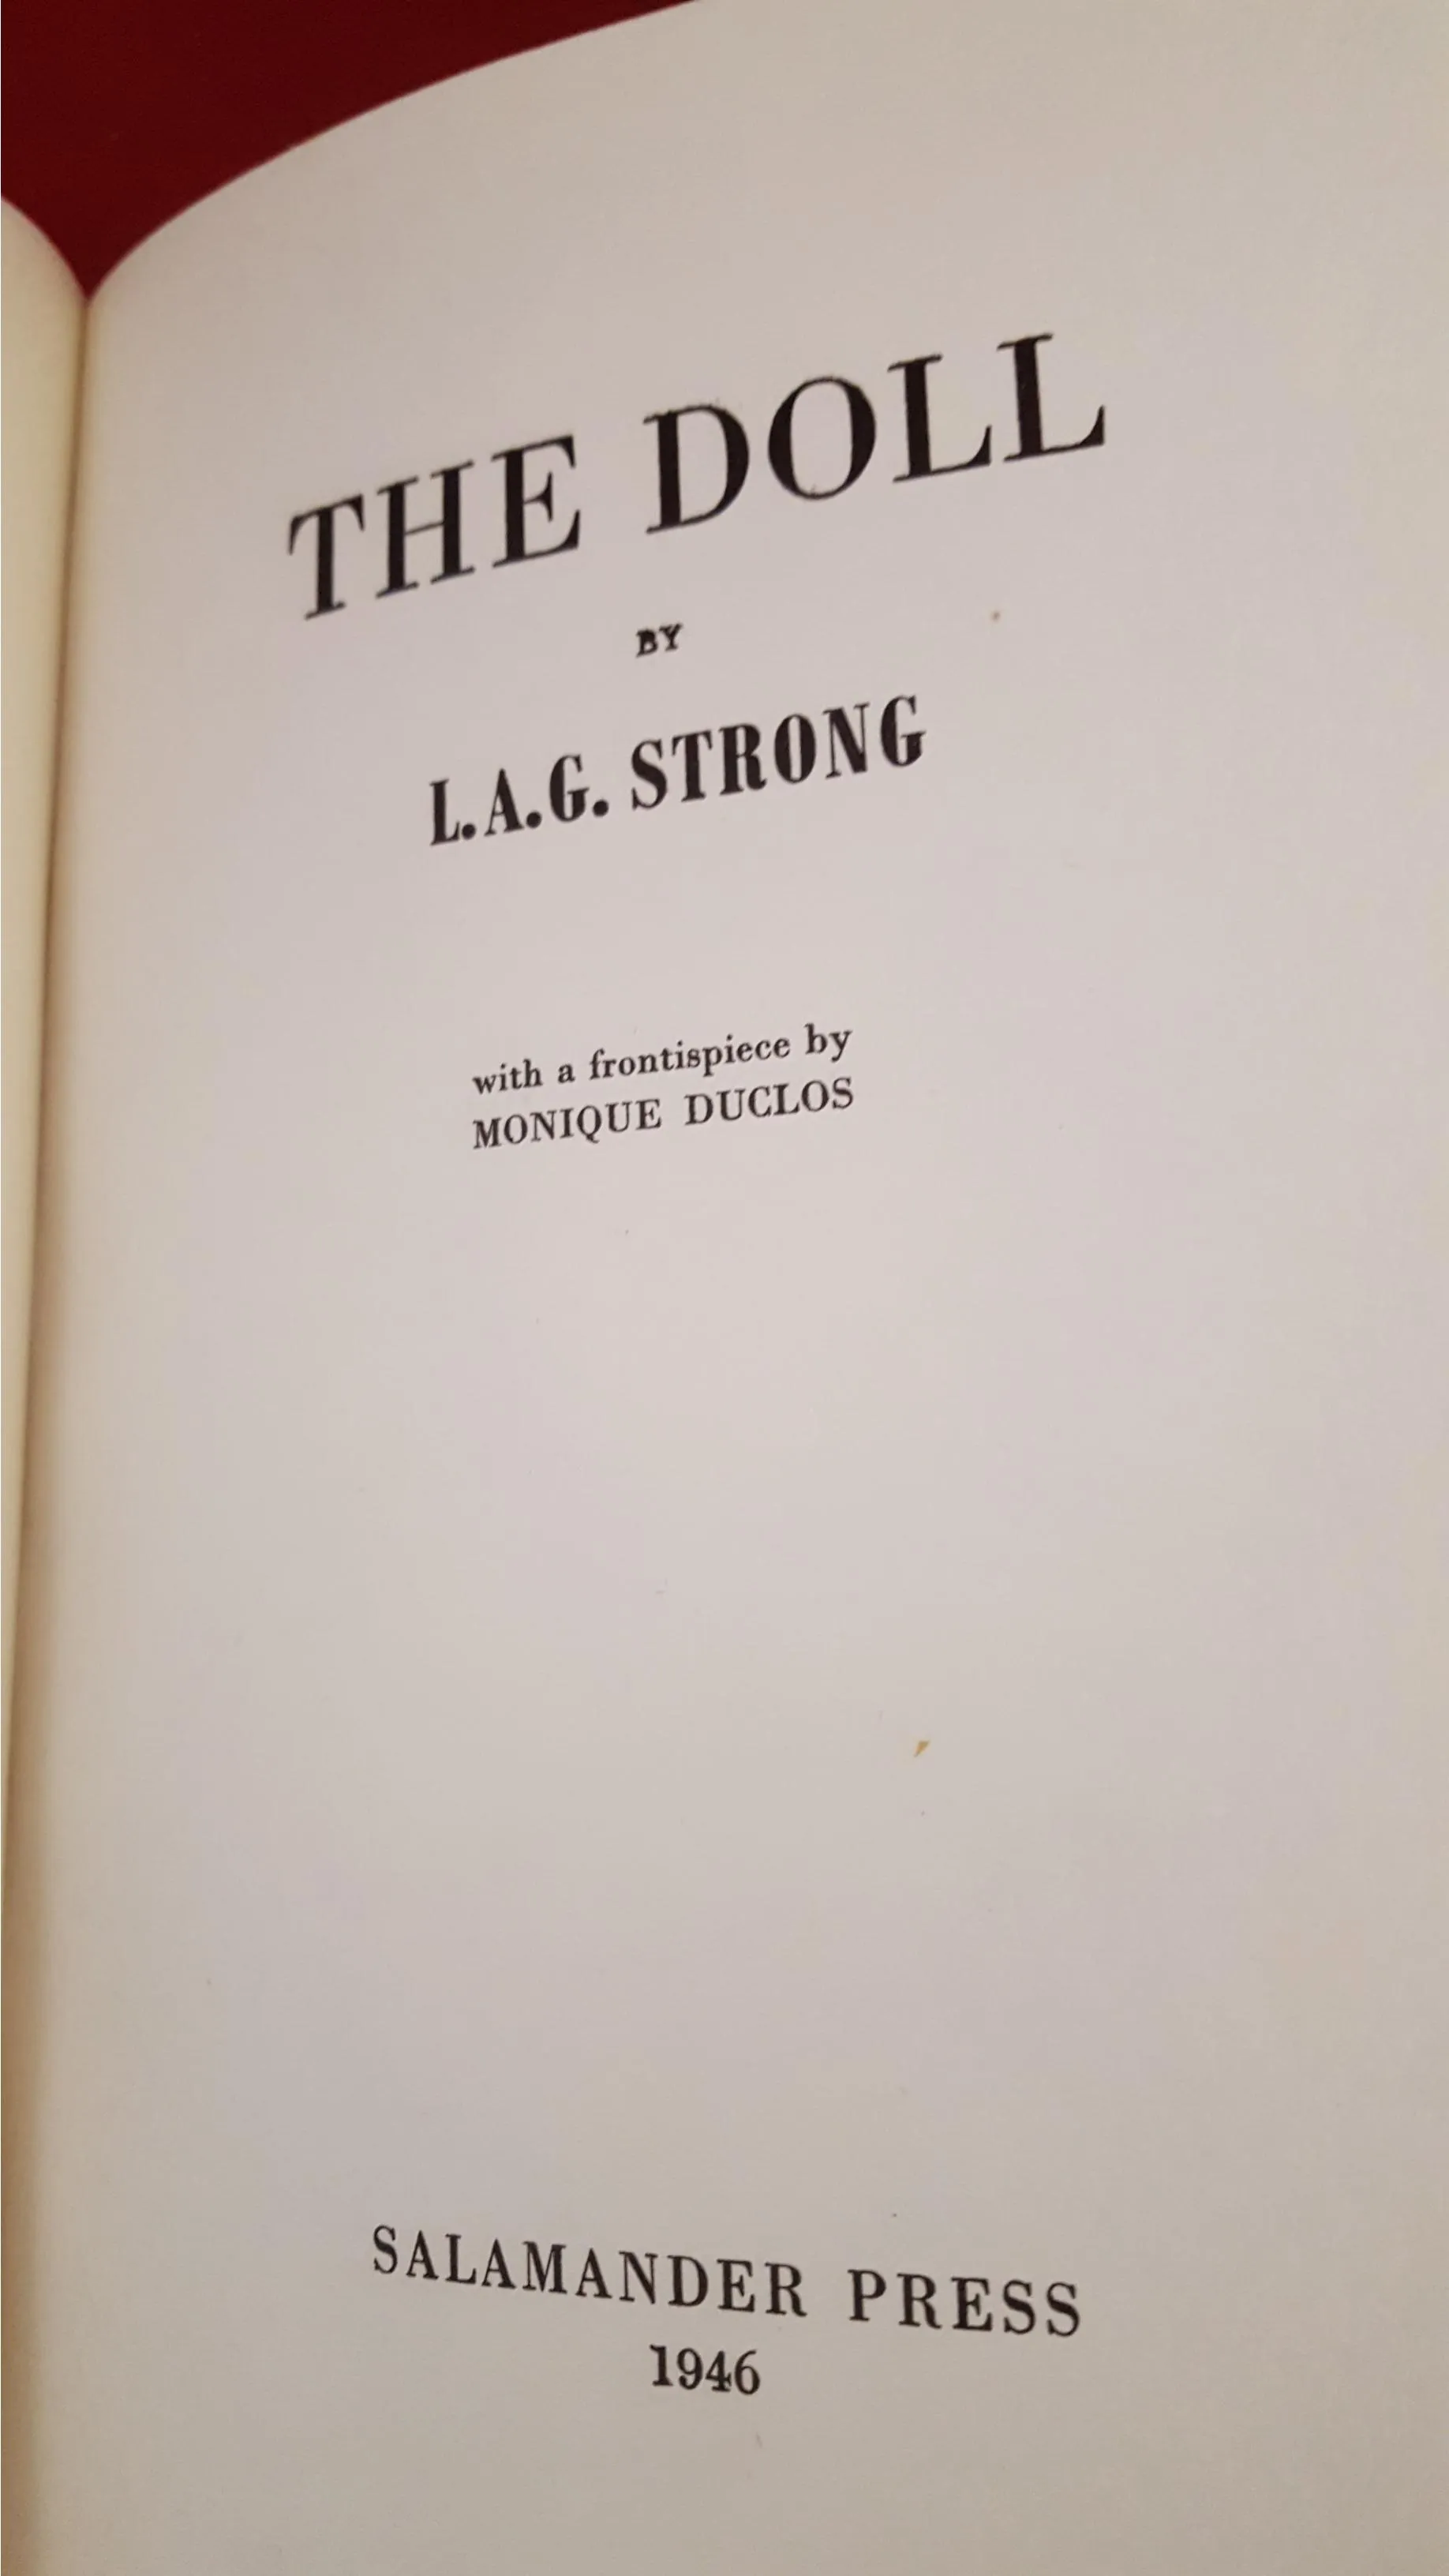 THE DOLL
BY
L.A.G. STRONG
with a frontispiece by
MONIQUE DUCLOS
SALAMANDER PRESS
1946